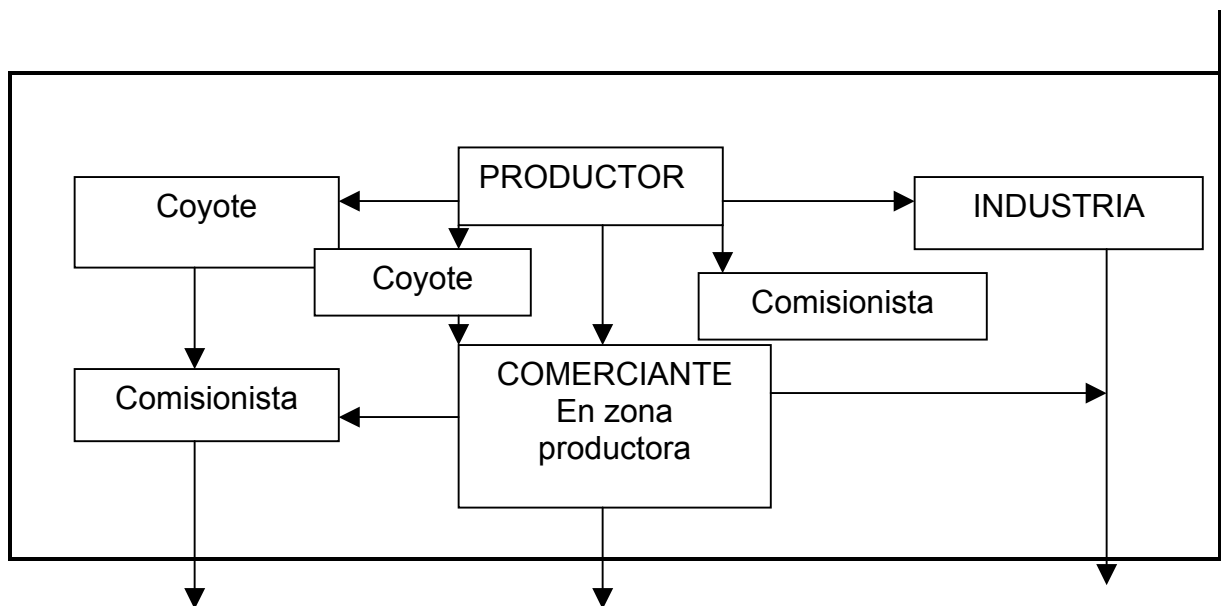 PRODUCTOR
Coyote
INDUSTRIA
Coyote
Comisionista
Comisionista
COMERCIANTE
En zona
productora